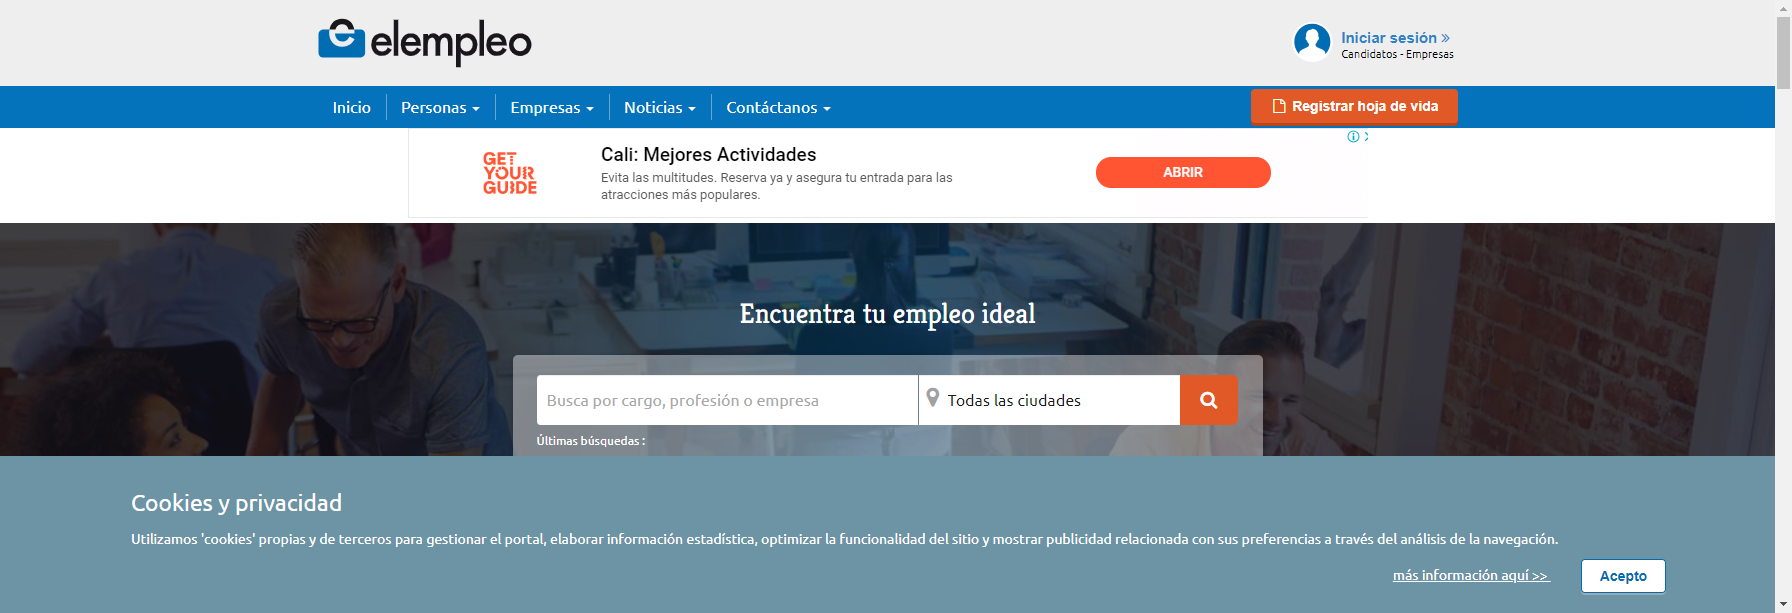 elempleo
Iniciar sesión »
Candidatos - Empresas
Inicio
Personas
Empresas
Noticias
Contáctanos
Registrar hoja de vida
GET
YOUR
GUIDE
Cali: Mejores Actividades
Evita las multitudes. Reserva ya y asegura tu entrada para las
atracciones más populares.
ABRIR
Encuentra tu empleo ideal
Busca por cargo, profesión o empresa
Todas las ciudades
Últimas búsquedas :
Cookies y privacidad
Utilizamos 'cookies' propias y de terceros para gestionar el portal, elaborar información estadística, optimizar la funcionalidad del sitio y mostrar publicidad relacionada con sus preferencias a través del análisis de la navegación.
más información aquí >>
Acepto